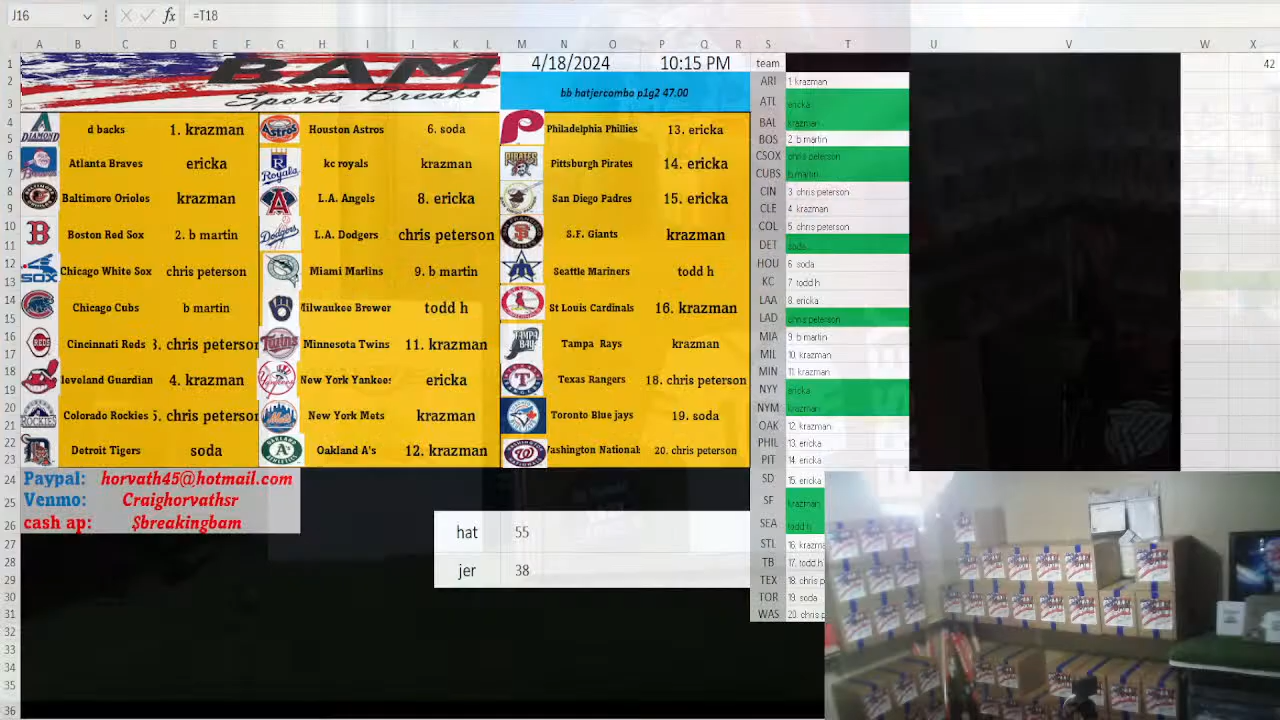 J16 fx =T18
A B C D E F G H I J K L M N O P Q R S T U V W X
1 BAM 4/18/2024 10:15 PM team 42
Sports Breaks
bb hatjercombo p1g2 47.00
d backs 1. krazman Houston Astros 6. soda Philadelphia Phillies 13. ericka
Atlanta Braves ericka kc royals krazman Pittsburgh Pirates 14. ericka
Baltimore Orioles krazman L.A. Angels 8. ericka San Diego Padres 15. ericka
Boston Red Sox 2. b martin L.A. Dodgers chris peterson S.F. Giants krazman
Chicago White Sox chris peterson Miami Marlins 9. b martin Seattle Mariners todd h
Chicago Cubs b martin Milwaukee Brewer todd h St Louis Cardinals 16. krazman
Cincinnati Reds 3. chris peterson Minnesota Twins 11. krazman Tampa Rays krazman
leveland Guardian 4. krazman New York Yankees ericka Texas Rangers 18. chris peterson
Colorado Rockies 5. chris peterson New York Mets krazman Toronto Blue jays 19. soda
Detroit Tigers soda Oakland A's 12. krazman Washington National 20. chris peterson
Paypal: horvath45@hotmail.com
Venmo: Craighorvathsr
cash ap: $breakingbam
hat 55
jer 38
ARI 1. krazman
ATL ericka
BAL krazman
BOS 2. b martin
CSOX chris peterson
CUBS b martin
CIN 3. chris peterson
CLE 4. krazman
COL 5. chris peterson
DET soda
HOU 6. soda
KC 7. todd h
LAA 8. ericka
LAD chris peterson
MIA 9. b martin
MIL 10. krazman
MIN 11. krazman
NYY ericka
NYM krazman
OAK 12. krazman
PHIL 13. ericka
PIT 14. ericka
SD 15. ericka
SF krazman
SEA todd h
STL 16. krazma
TB 17. todd h
TEX 18. chris p
TOR 19. soda
WAS 20. chris p